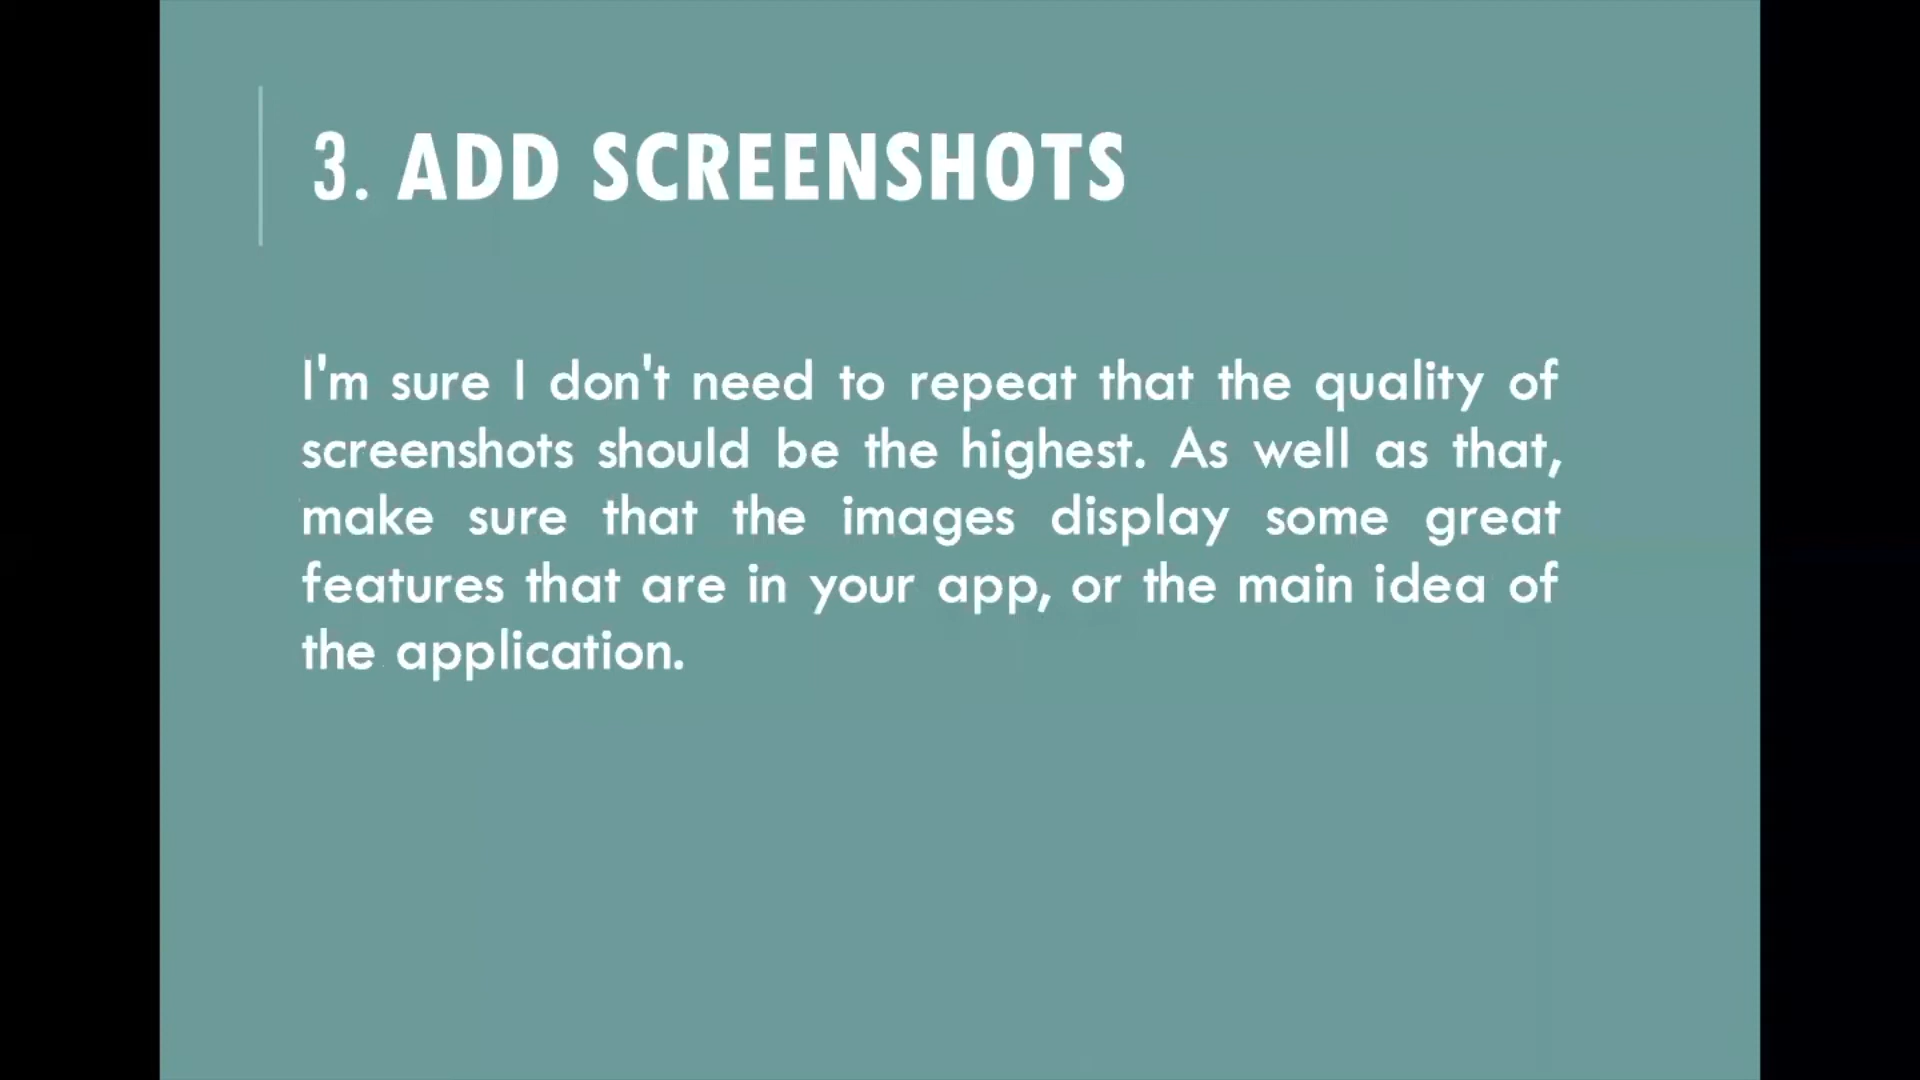 3. ADD SCREENSHOTS
I'm sure I don't need to repeat that the quality of
screenshots should be the highest. As well as that,
make sure that the images display some great
features that are in your app, or the main idea of
the application.